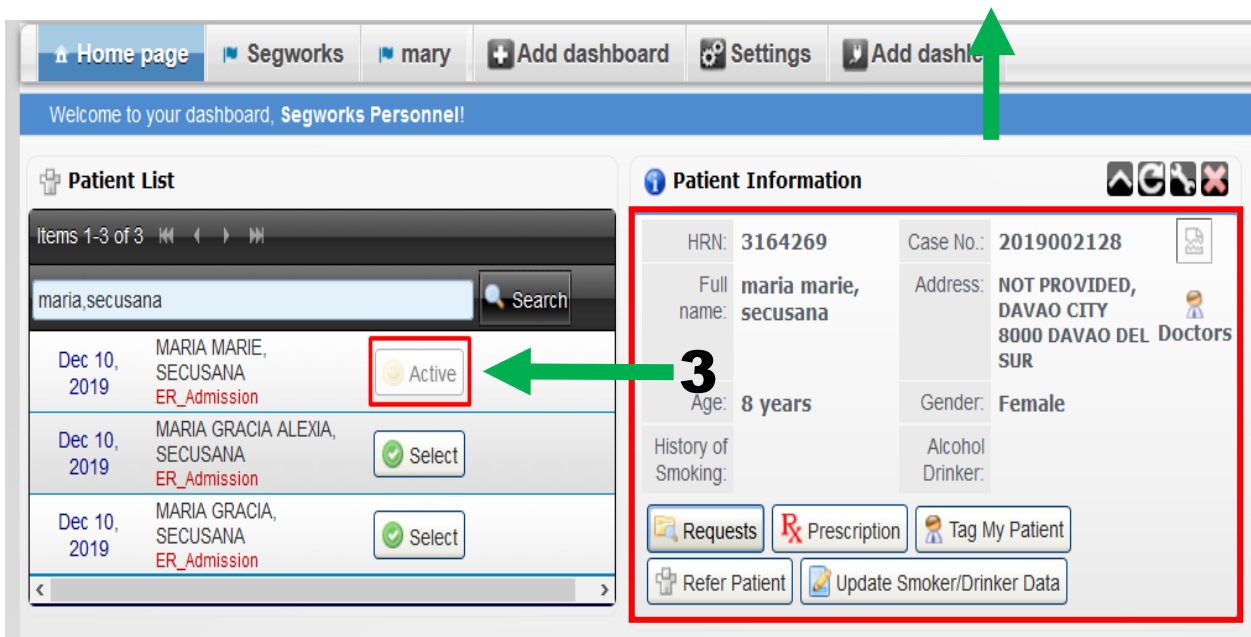 Home page Segworks mary Add dashboard Settings Add dashle
Welcome to your dashboard, Segworks Personnel!
Patient List
Items 1-3 of 3
maria,secusana Search
Dec 10, 2019
MARIA MARIE,
SECUSANA
ER_Admission
Active
Dec 10, 2019
MARIA GRACIA ALEXIA,
SECUSANA
ER_Admission
Select
Dec 10, 2019
MARIA GRACIA,
SECUSANA
ER_Admission
Select
3
Patient Information
HRN: 3164269 Case No.: 2019002128
Full name: maria marie, secusana
Address: NOT PROVIDED,
DAVAO CITY
8000 DAVAO DEL
SUR
Doctors
Age: 8 years Gender: Female
History of Smoking:
Alcohol Drinker:
Requests Prescription Tag My Patient
Refer Patient Update Smoker/Drinker Data